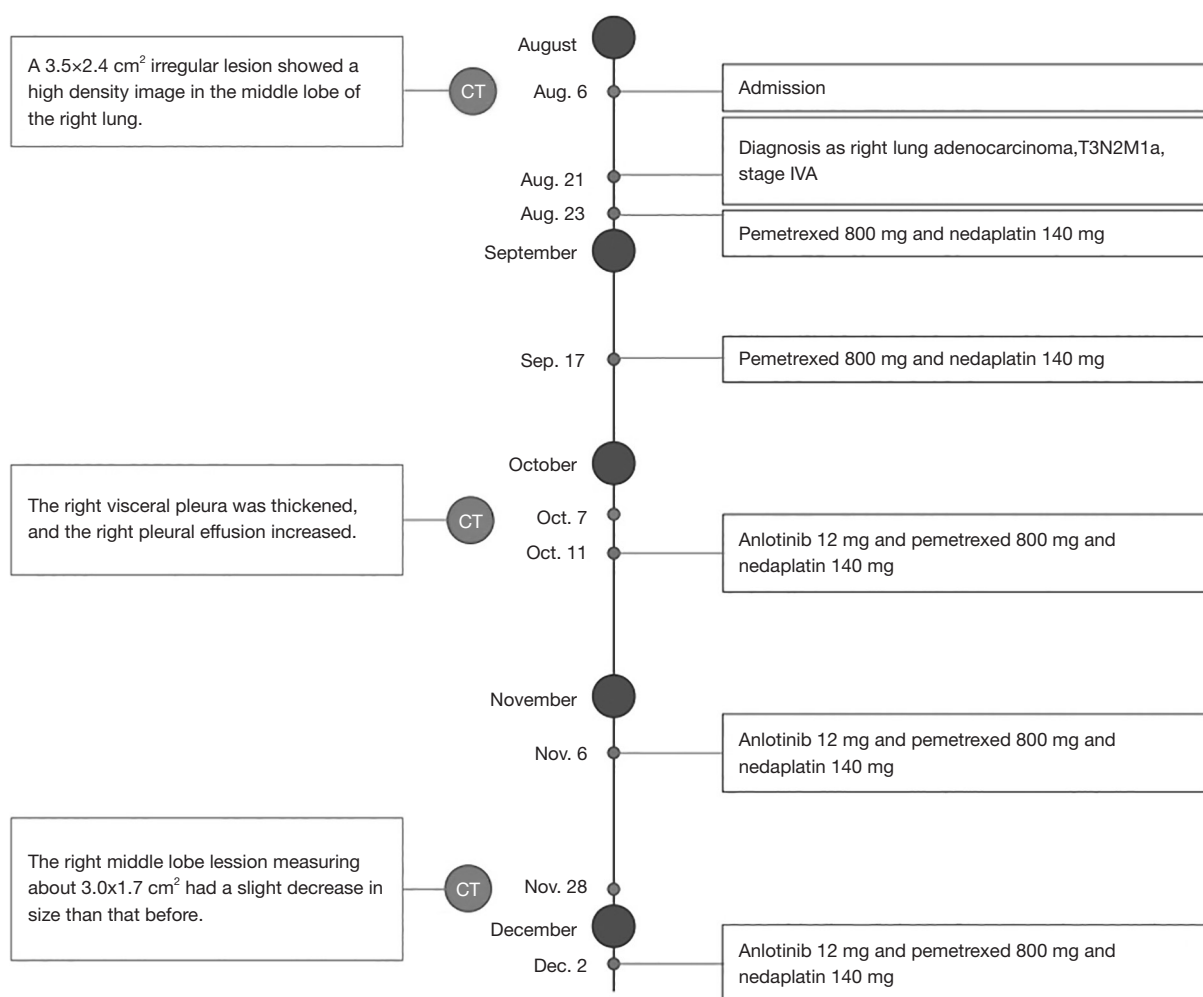 August
A 3.5×2.4 cm² irregular lesion showed a
high density image in the middle lobe of
the right lung.
CT
Aug. 6
Admission
Diagnosis as right lung adenocarcinoma,T3N2M1a,
stage IVA
Aug. 21
Aug. 23
Pemetrexed 800 mg and nedaplatin 140 mg
September
Sep. 17
Pemetrexed 800 mg and nedaplatin 140 mg
October
The right visceral pleura was thickened,
and the right pleural effusion increased.
CT
Oct. 7
Oct. 11
Anlotinib 12 mg and pemetrexed 800 mg and
nedaplatin 140 mg
November
Nov. 6
Anlotinib 12 mg and pemetrexed 800 mg and
nedaplatin 140 mg
The right middle lobe lession measuring
about 3.0x1.7 cm² had a slight decrease in
size than that before.
CT
Nov. 28
December
Dec. 2
Anlotinib 12 mg and pemetrexed 800 mg and
nedaplatin 140 mg